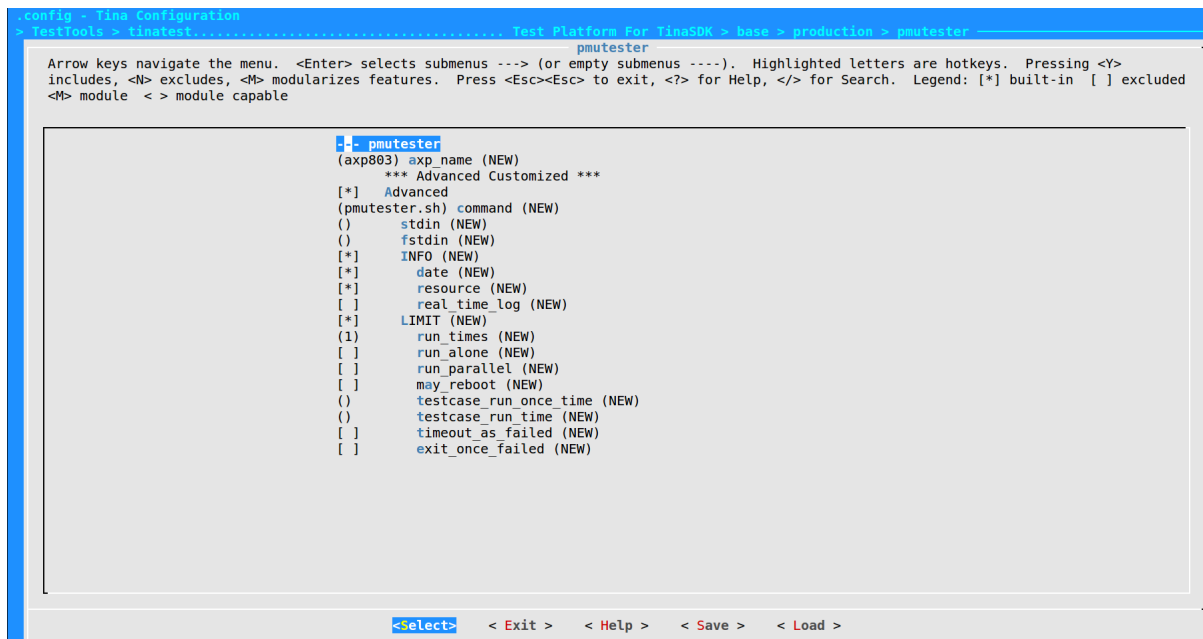 .config - Tina Configuration
> TestTools > tinatest..................................... Test Platform For TinaSDK > base > production > pmutester
pmutester
Arrow keys navigate the menu.  <Enter> selects submenus ---> (or empty submenus ----).  Highlighted letters are hotkeys.  Pressing <Y>
includes, <N> excludes, <M> modularizes features.  Press <Esc><Esc> to exit, <?> for Help, </> for Search.  Legend: [*] built-in  [ ] excluded
<M> module  < > module capable
--- pmutester
(axp803) axp_name (NEW)
*** Advanced Customized ***
[*]   Advanced
(pmutester.sh) command (NEW)
()      stdin (NEW)
()      fstdin (NEW)
[*]     INFO (NEW)
[*]       date (NEW)
[*]       resource (NEW)
[ ]       real_time_log (NEW)
[*]     LIMIT (NEW)
(1)       run_times (NEW)
[ ]       run_alone (NEW)
[ ]       run_parallel (NEW)
[ ]       may_reboot (NEW)
()        testcase_run_once_time (NEW)
()        testcase_run_time (NEW)
[ ]       timeout_as_failed (NEW)
[ ]       exit_once_failed (NEW)
<Select>    < Exit >    < Help >    < Save >    < Load >